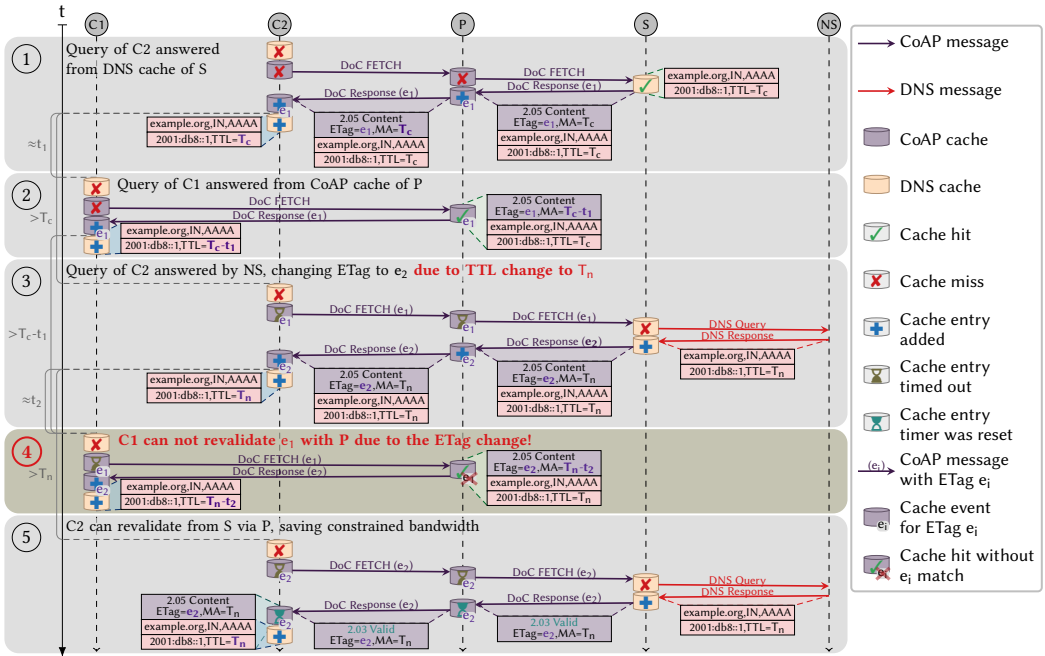 t
C1
C2
P
S
NS
1
Query of C2 answered
from DNS cache of S
DoC FETCH
DoC FETCH
DoC Response (e1)
DoC Response (e1)
e1
e1
example.org,IN,AAAA
2001:db8::1,TTL=Tc
example.org,IN,AAAA
2001:db8::1,TTL=Tc
2.05 Content
ETag=e1,MA=Tc
example.org,IN,AAAA
2001:db8::1,TTL=Tc
2.05 Content
ETag=e1,MA=Tc
example.org,IN,AAAA
2001:db8::1,TTL=Tc
≈t1
2
Query of C1 answered from CoAP cache of P
DoC FETCH
DoC Response (e1)
e1
e1
>Tc
example.org,IN,AAAA
2001:db8::1,TTL=Tc-t1
2.05 Content
ETag=e1,MA=Tc-t1
example.org,IN,AAAA
2001:db8::1,TTL=Tc
3
Query of C2 answered by NS, changing ETag to e2 due to TTL change to Tn
e1
DoC FETCH (e1)
e1
DoC FETCH (e1)
DNS Query
DNS Response
>Tc-t1
DoC Response (e2)
DoC Response (e2)
e2
e2
example.org,IN,AAAA
2001:db8::1,TTL=Tn
example.org,IN,AAAA
2001:db8::1,TTL=Tn
2.05 Content
ETag=e2,MA=Tn
example.org,IN,AAAA
2001:db8::1,TTL=Tn
2.05 Content
ETag=e2,MA=Tn
example.org,IN,AAAA
2001:db8::1,TTL=Tn
≈t2
4
C1 can not revalidate e1 with P due to the ETag change!
e1
DoC FETCH (e1)
DoC Response (e2)
e2
e1
>Tn
example.org,IN,AAAA
2001:db8::1,TTL=Tn-t2
2.05 Content
ETag=e2,MA=Tn-t2
example.org,IN,AAAA
2001:db8::1,TTL=Tn
5
C2 can revalidate from S via P, saving constrained bandwidth
e2
DoC FETCH (e2)
e2
DoC FETCH (e2)
DNS Query
DNS Response
DoC Response (e2)
DoC Response (e2)
e2
e2
2.05 Content
ETag=e2,MA=Tn
example.org,IN,AAAA
2001:db8::1,TTL=Tn
2.03 Valid
ETag=e2,MA=Tn
2.03 Valid
ETag=e2,MA=Tn
example.org,IN,AAAA
2001:db8::1,TTL=Tn
CoAP message
DNS message
CoAP cache
DNS cache
Cache hit
Cache miss
Cache entry
added
Cache entry
timed out
Cache entry
timer was reset
(ei)
CoAP message
with ETag ei
ei
Cache event
for ETag ei
ei
Cache hit without
ei match